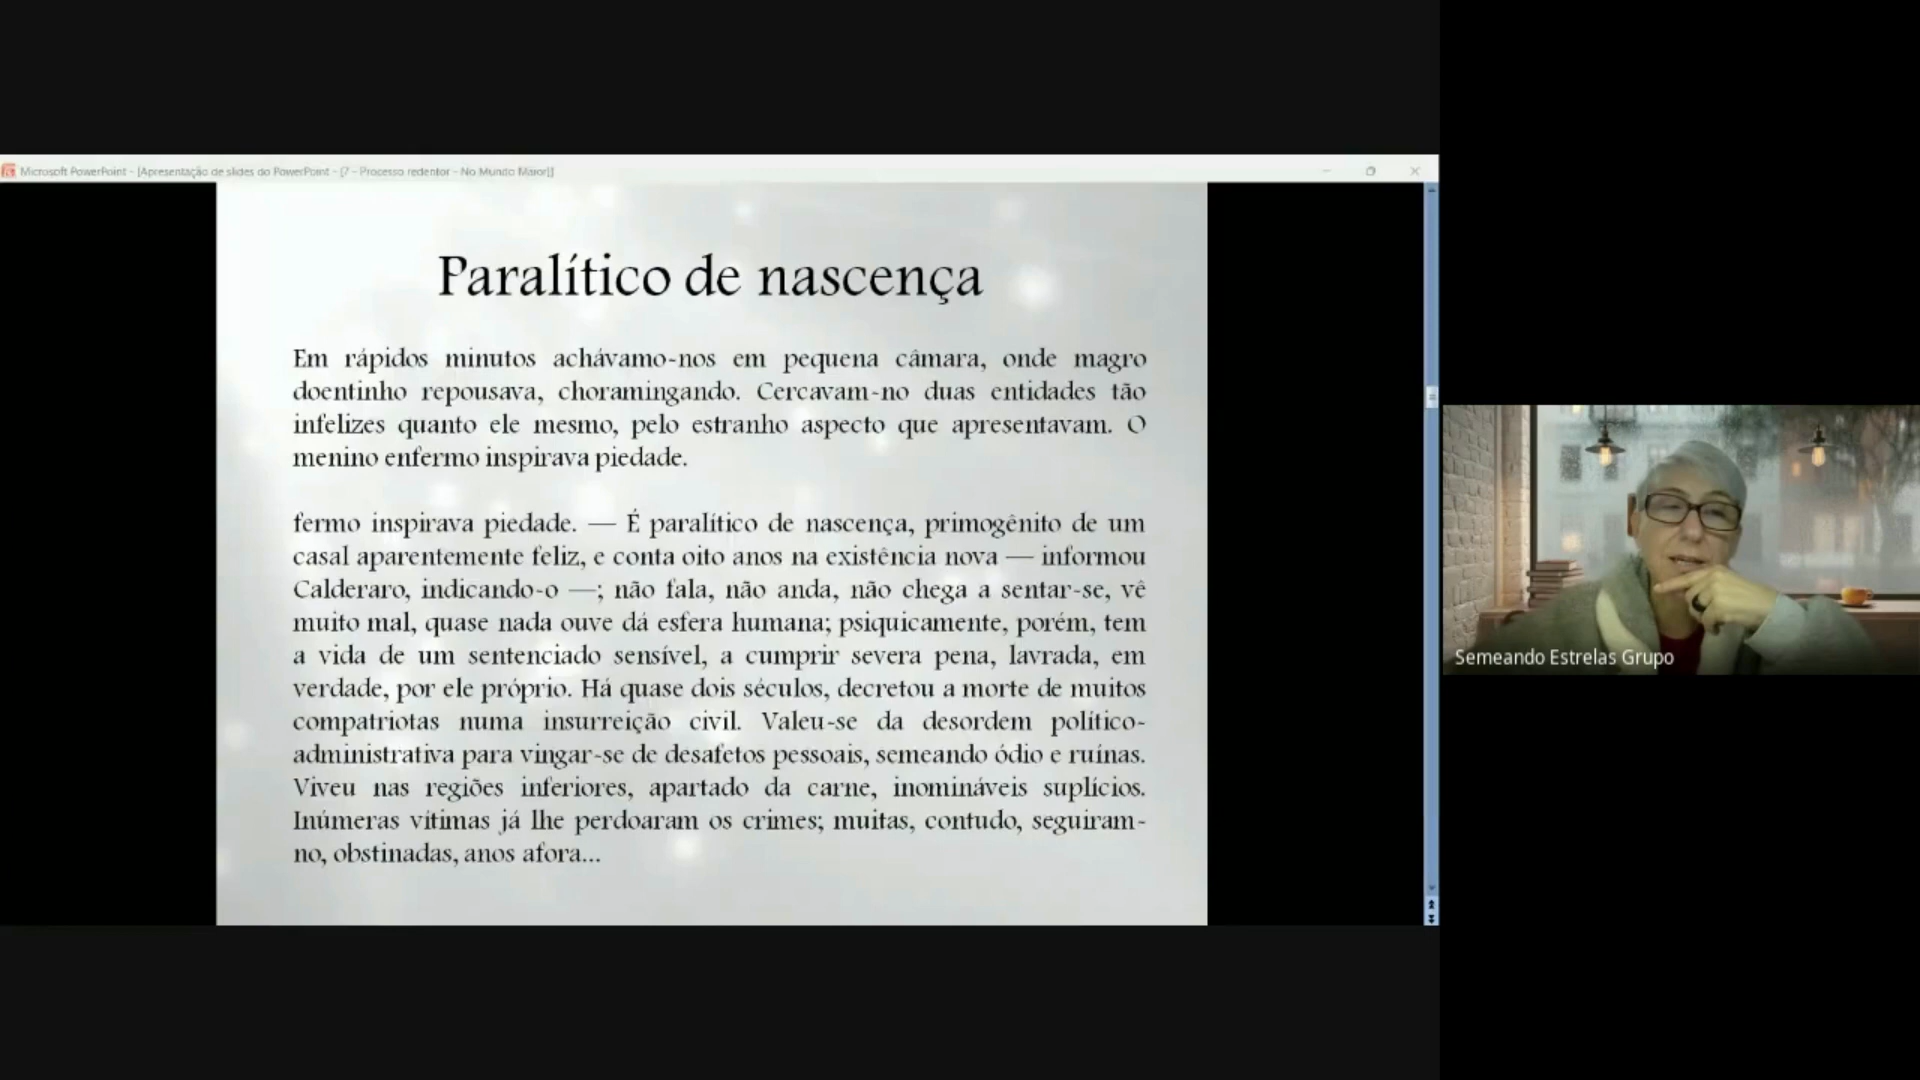 Microsoft PowerPoint - [Apresentação de slides do PowerPoint - [7 - Processo redentor - No Mundo Maior]]
Paralítico de nascença
Em rápidos minutos achávamo-nos em pequena câmara, onde magro
doentinho repousava, choramingando. Cercavam-no duas entidades tão
infelizes quanto ele mesmo, pelo estranho aspecto que apresentavam. O
menino enfermo inspirava piedade.
fermo inspirava piedade. — É paralítico de nascença, primogênito de um
casal aparentemente feliz, e conta oito anos na existência nova — informou
Calderaro, indicando-o —; não fala, não anda, não chega a sentar-se, vê
muito mal, quase nada ouve dá esfera humana; psiquicamente, porém, tem
a vida de um sentenciado sensível, a cumprir severa pena, lavrada, em
verdade, por ele próprio. Há quase dois séculos, decretou a morte de muitos
compatriotas numa insurreição civil. Valeu-se da desordem político-
administrativa para vingar-se de desafetos pessoais, semeando ódio e ruínas.
Viveu nas regiões inferiores, apartado da carne, inomináveis suplícios.
Inúmeras vítimas já lhe perdoaram os crimes; muitas, contudo, seguiram-
no, obstinadas, anos afora...
Semeando Estrelas Grupo